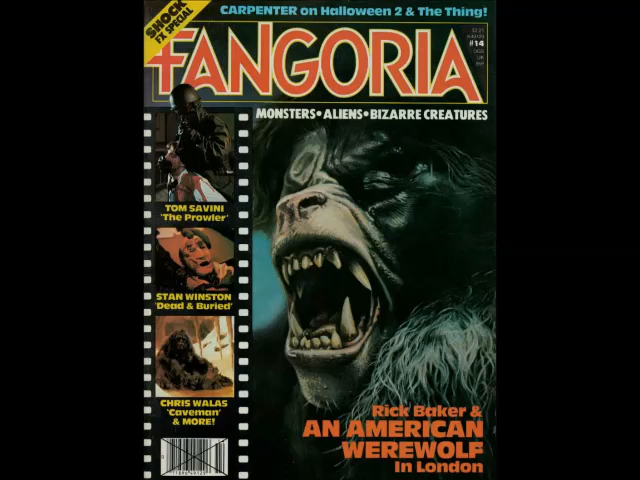 CARPENTER on Halloween 2 & The Thing!
SHOCK
FX SPECIAL
FANGORIA
#14
MONSTERS•ALIENS•BIZARRE CREATURES
TOM SAVINI
'The Prowler'
STAN WINSTON
'Dead & Buried'
CHRIS WALAS
'Caveman'
& MORE!
Rick Baker &
AN AMERICAN
WEREWOLF
In London